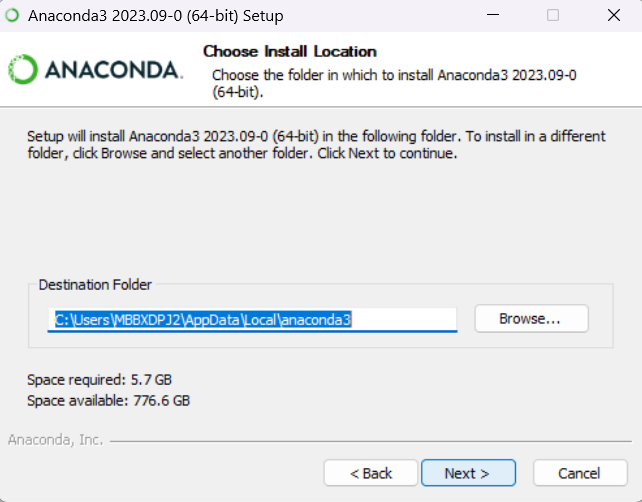 Anaconda3 2023.09-0 (64-bit) Setup
ANACONDA.
Choose Install Location
Choose the folder in which to install Anaconda3 2023.09-0
(64-bit).
Setup will install Anaconda3 2023.09-0 (64-bit) in the following folder. To install in a different
folder, click Browse and select another folder. Click Next to continue.
Destination Folder
C:\Users\MBBXDPJ2\AppData\Local\anaconda3
Browse...
Space required: 5.7 GB
Space available: 776.6 GB
Anaconda, Inc.
< Back
Next >
Cancel